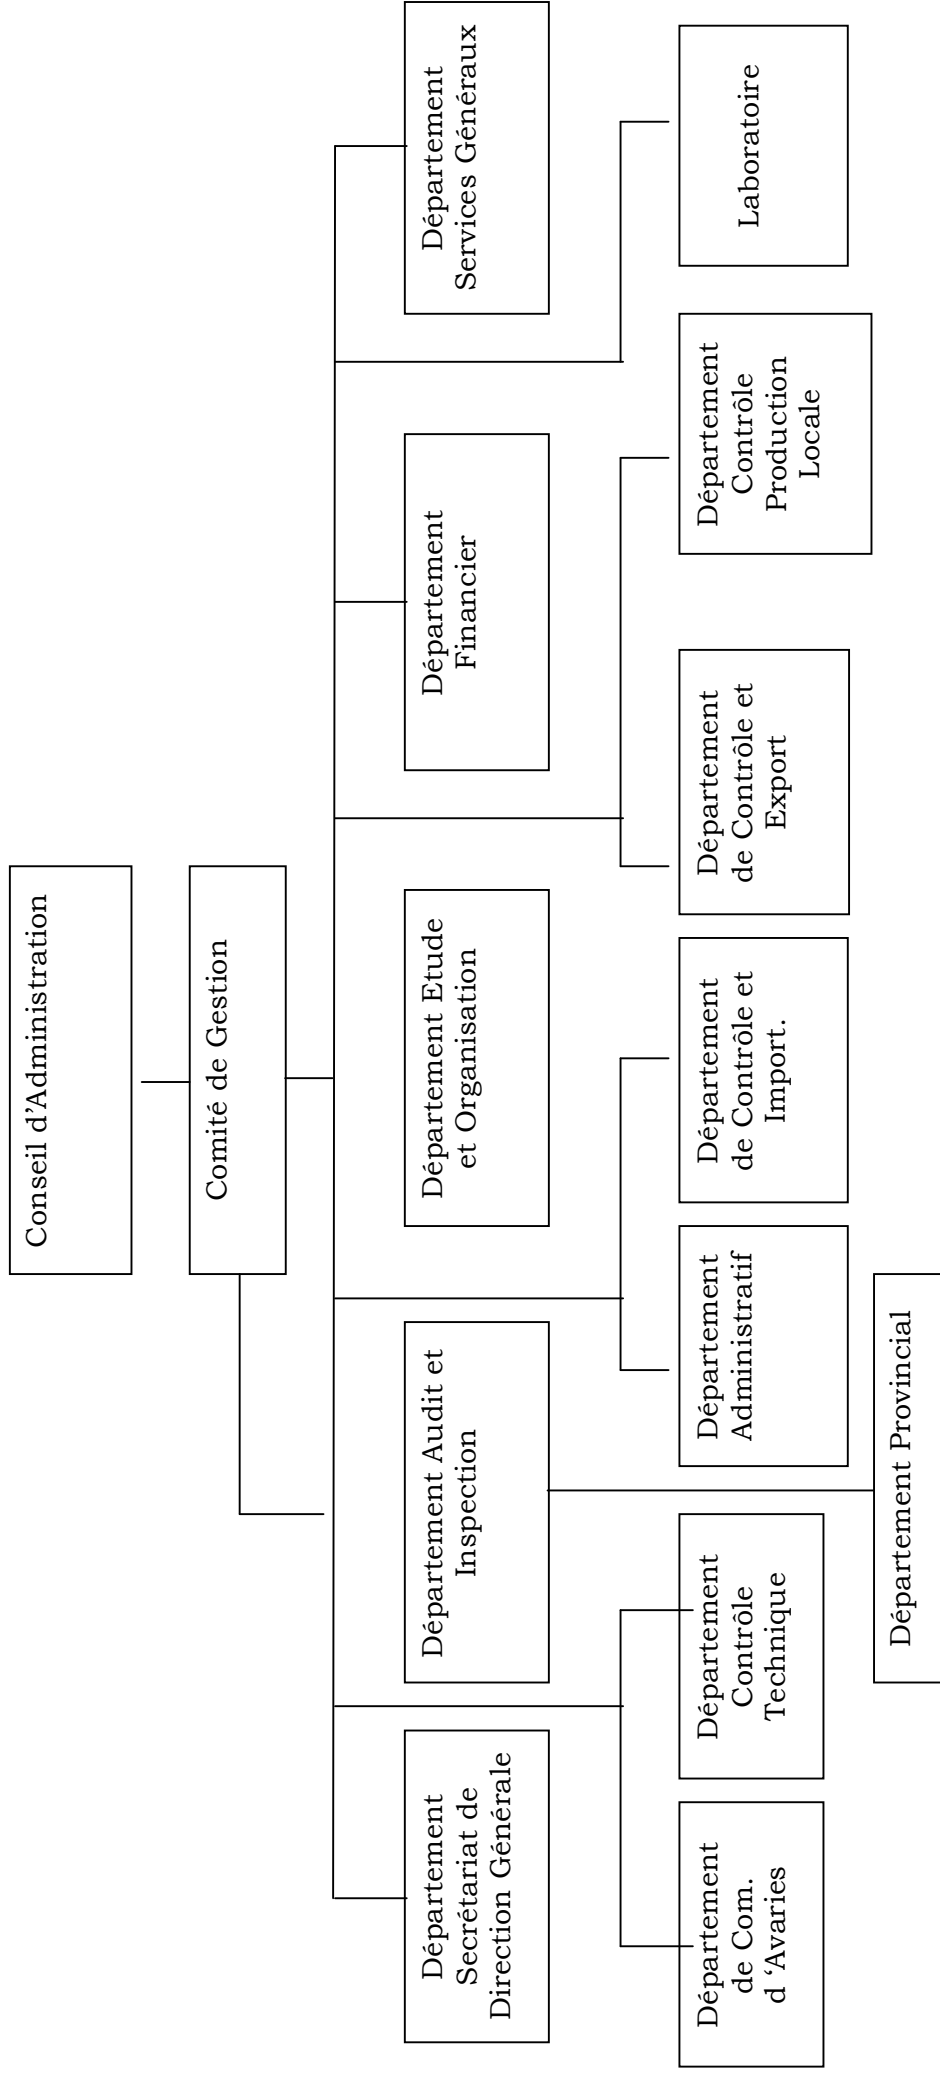 Conseil d'Administration
Comité de Gestion
Département
Secrétariat de
Direction Générale
Département Audit et
Inspection
Département Etude
et Organisation
Département
Financier
Département
Services Généraux
Département
de Com.
d ‘Avaries
Département
Contrôle
Technique
Département
Administratif
Département
de Contrôle et
Import.
Département
de Contrôle et
Export
Département
Contrôle
Production
Locale
Laboratoire
Département Provincial